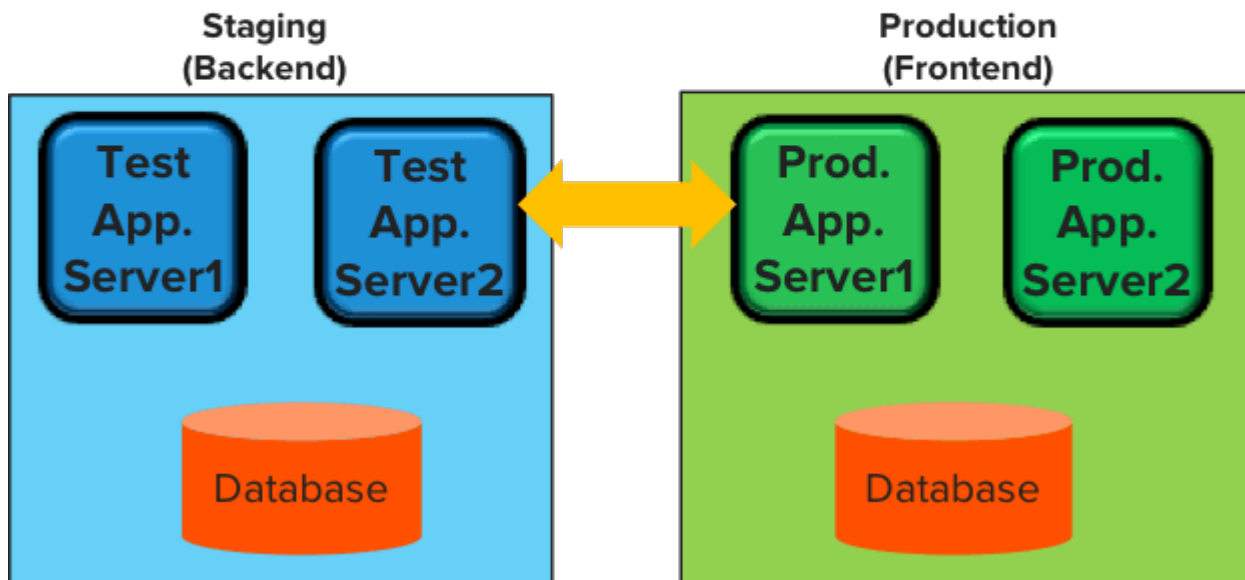 Staging
(Backend)
Production
(Frontend)
Test
App.
Server1
Test
App.
Server2
Prod.
App.
Server1
Prod.
App.
Server2
Database
Database